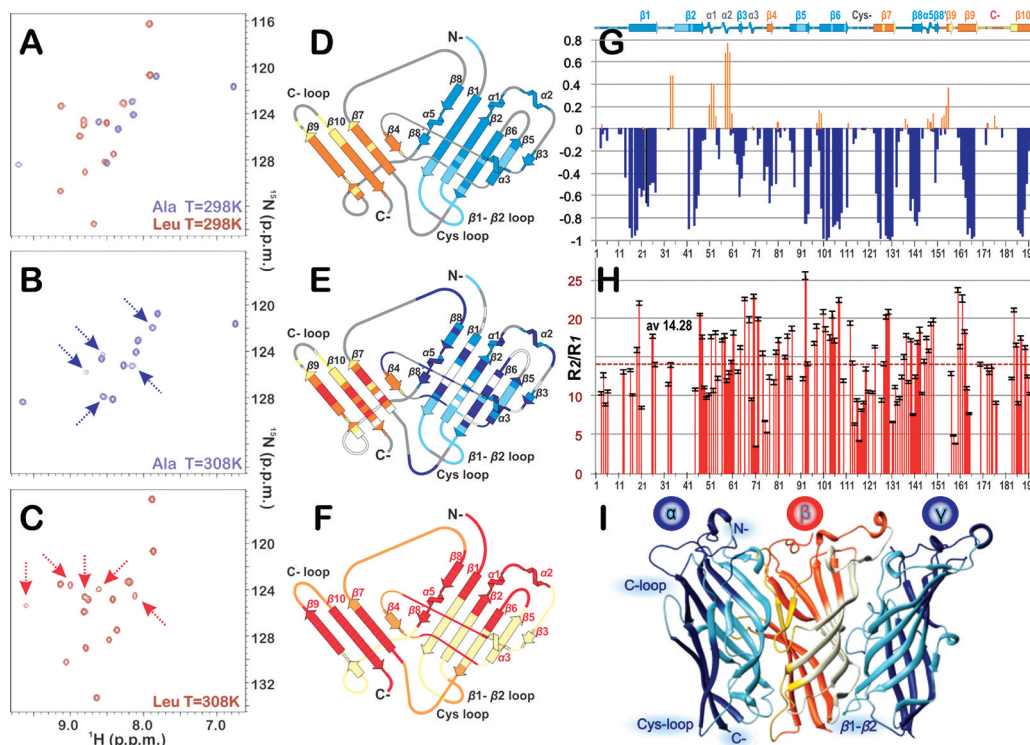 A
116
120
124
128
¹⁵N (p.p.m.)
Ala T=298K
Leu T=298K
B
120
124
128
¹⁵N (p.p.m.)
Ala T=308K
C
120
124
128
132
¹⁵N (p.p.m.)
Leu T=308K
9.0 8.0 7.0
¹H (p.p.m.)
D
N-
C- loop
β9 β10 β7 β4 β8 α5 β8 β1 β2 α1 α2 β6 β5 β3 α3
C-
β1- β2 loop
Cys loop
E
N-
C- loop
β9 β10 β7 β4 β8 α5 β8 β1 β2 α1 α2 β6 β5 β3 α3
C-
β1- β2 loop
Cys loop
F
N-
C- loop
β9 β10 β7 β4 β8 α5 β8 β1 β2 α1 α2 β6 β5 β3 α3
C-
β1- β2 loop
Cys loop
β1 β2 α1 α2 β3 α3 β4 β5 β6 Cys- β7 β8α5β8' β9 β9 C- β10
G
0.8
0.6
0.4
0.2
0
-0.2
-0.4
-0.6
-0.8
-1
1 11 21 31 41 51 61 71 81 91 101 111 121 131 141 151 161 171 181 191
H
R2/R1
25
20
15
10
5
0
av 14.28
1 11 21 31 41 51 61 71 81 91 101 111 121 131 141 151 161 171 181 191
I
α β γ
N-
C-loop
Cys-loop
C-
β1-β2